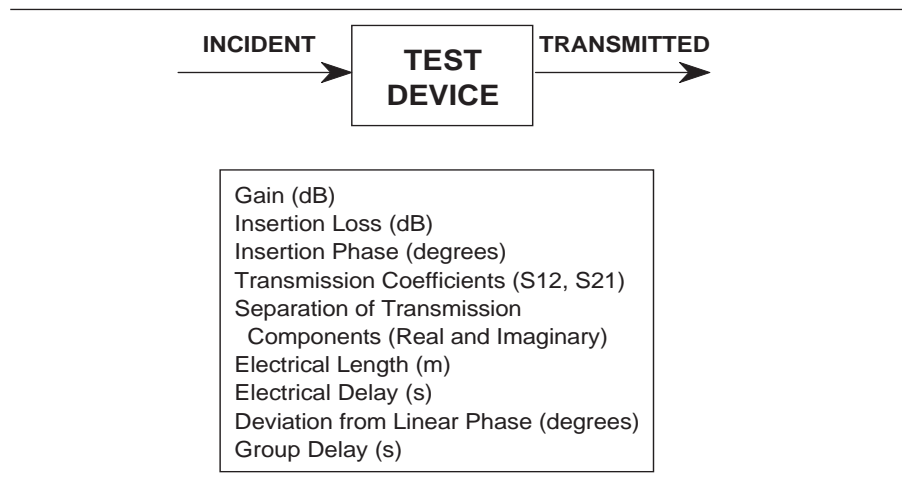 INCIDENT
TEST
DEVICE
TRANSMITTED
Gain (dB)
Insertion Loss (dB)
Insertion Phase (degrees)
Transmission Coefficients (S12, S21)
Separation of Transmission
Components (Real and Imaginary)
Electrical Length (m)
Electrical Delay (s)
Deviation from Linear Phase (degrees)
Group Delay (s)